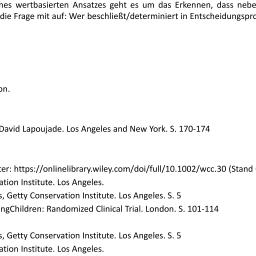 nes wertbasierten Ansatzes geht es um das Erkennen, dass nebe
die Frage mit auf: Wer beschließt/determiniert in Entscheidungspro
on.
David Lapoujade. Los Angeles and New York. S. 170-174
ter: https://onlinelibrary.wiley.com/doi/full/10.1002/wcc.30 (Stand
ation Institute. Los Angeles.
s, Getty Conservation Institute. Los Angeles. S. 5
ngChildren: Randomized Clinical Trial. London. S. 101-114
s, Getty Conservation Institute. Los Angeles. S. 5
ation Institute. Los Angeles.